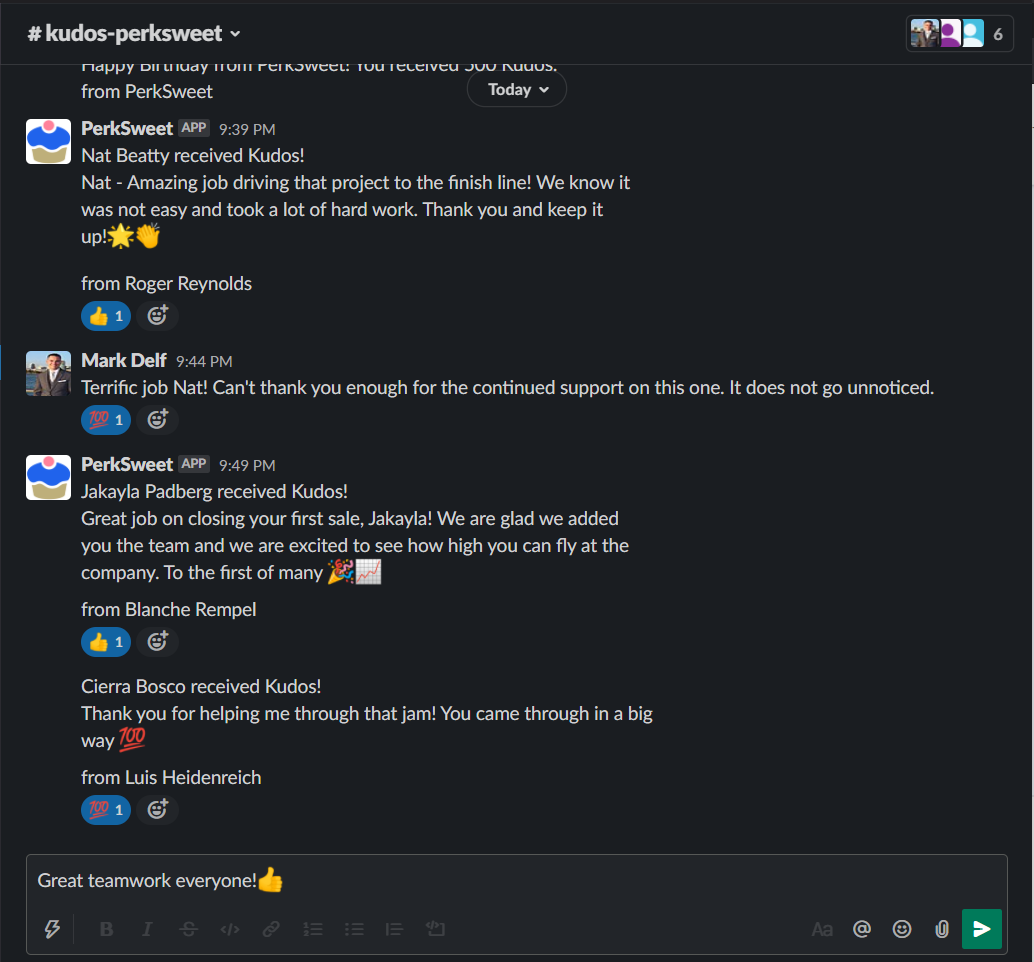 # kudos-perksweet
6
Happy Birthday from PerkSweet! You received 500 Kudos.
from PerkSweet
Today
PerkSweet APP 9:39 PM
Nat Beatty received Kudos!
Nat - Amazing job driving that project to the finish line! We know it
was not easy and took a lot of hard work. Thank you and keep it
up!🌟👏
from Roger Reynolds
👍 1
Mark Delf 9:44 PM
Terrific job Nat! Can't thank you enough for the continued support on this one. It does not go unnoticed.
💯 1
PerkSweet APP 9:49 PM
Jakayla Padberg received Kudos!
Great job on closing your first sale, Jakayla! We are glad we added
you the team and we are excited to see how high you can fly at the
company. To the first of many 🎉📈
from Blanche Rempel
👍 1
Cierra Bosco received Kudos!
Thank you for helping me through that jam! You came through in a big
way 💯
from Luis Heidenreich
💯 1
Great teamwork everyone!👍
B I S </> Aa @